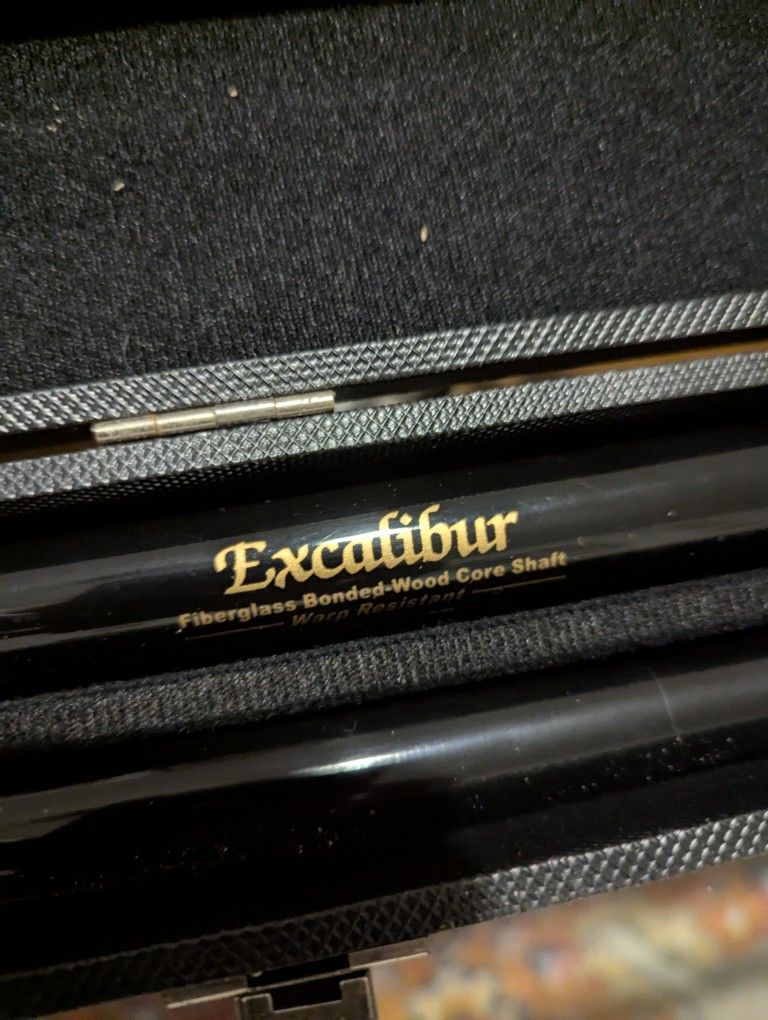 Excalibur
Fiberglass Bonded-Wood Core Shaft
Warp Resistant